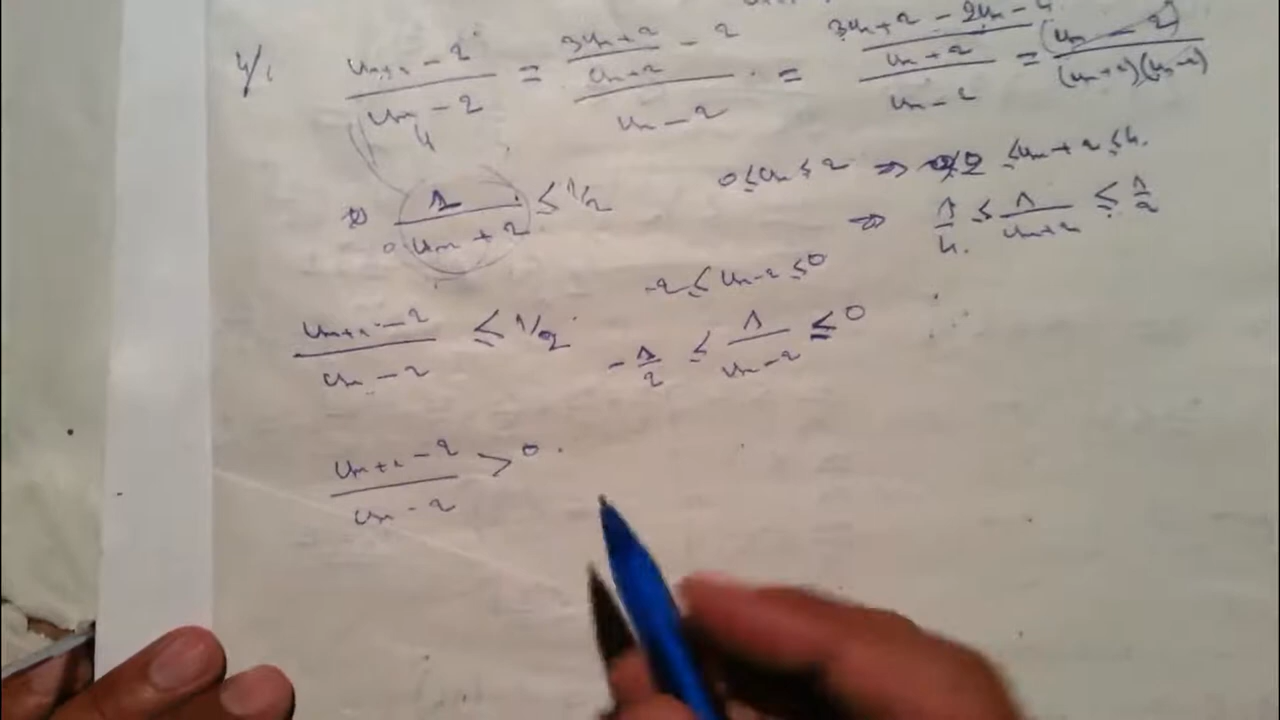 4/ (u_{n+1} - 2)/(u_n - 2) = ((3u_n + 2)/(u_n + 2) - 2)/(u_n - 2) = ((3u_n + 2 - 2u_n - 4)/(u_n + 2))/(u_n - 2) = (u_n - 2)/((u_n + 2)(u_n - 2))
0 ≤ u_n ≤ 2 ⇒ 2 ≤ u_n + 2 ≤ 4.
1/(u_n + 2) ≤ 1/2 ⇒ 1/4 ≤ 1/(u_n + 2) ≤ 1/2
-2 ≤ u_n - 2 ≤ 0
(u_{n+1} - 2)/(u_n - 2) ≤ 1/2 -1/2 ≤ 1/(u_n - 2) ≤ 0
(u_{n+1} - 2)/(u_n - 2) > 0.